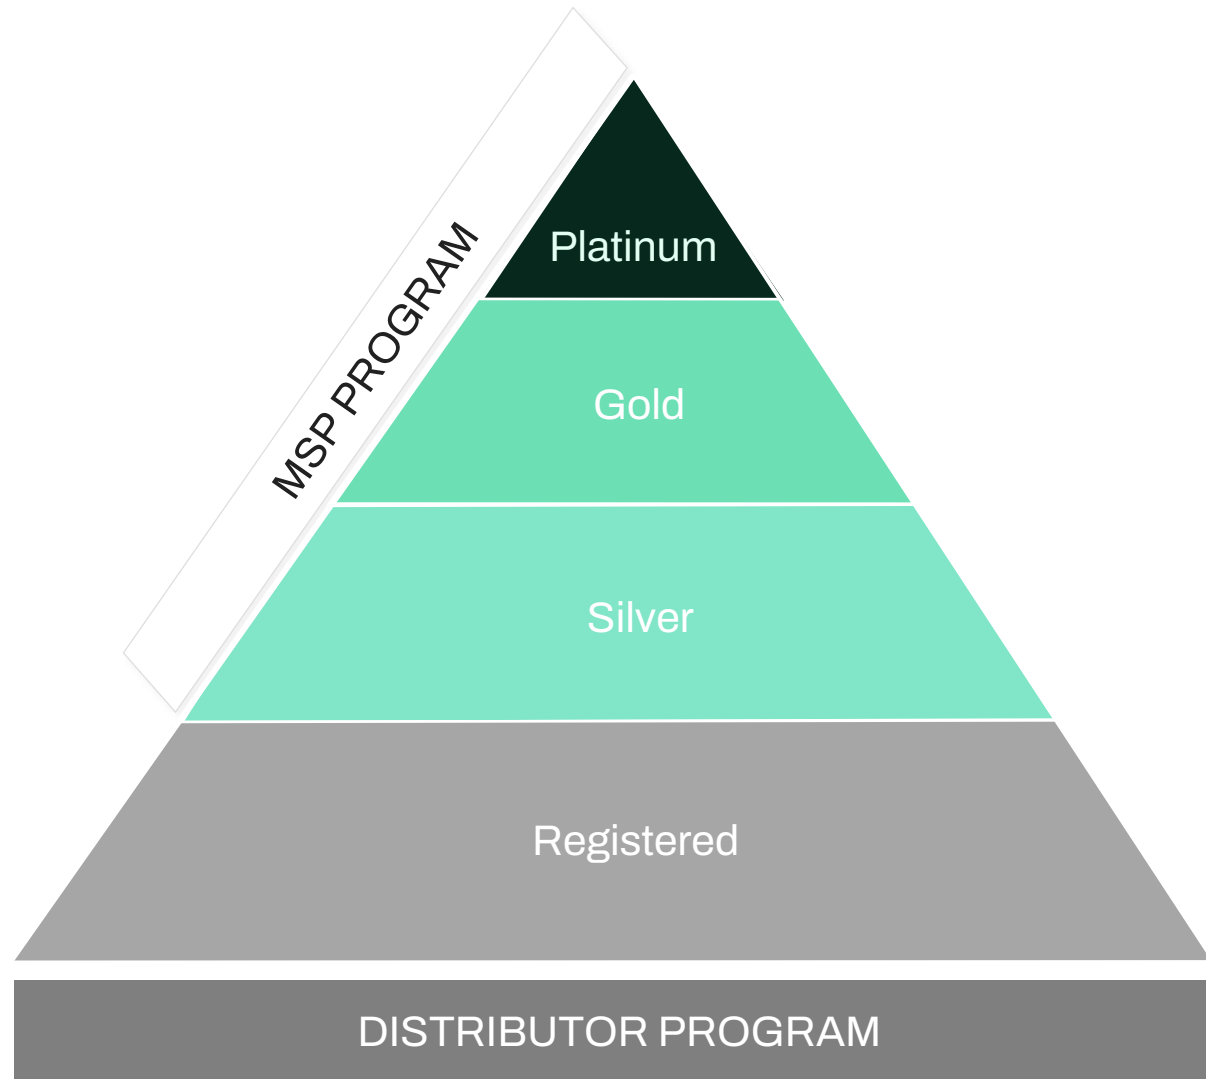 MSP PROGRAM
Platinum
Gold
Silver
Registered
DISTRIBUTOR PROGRAM